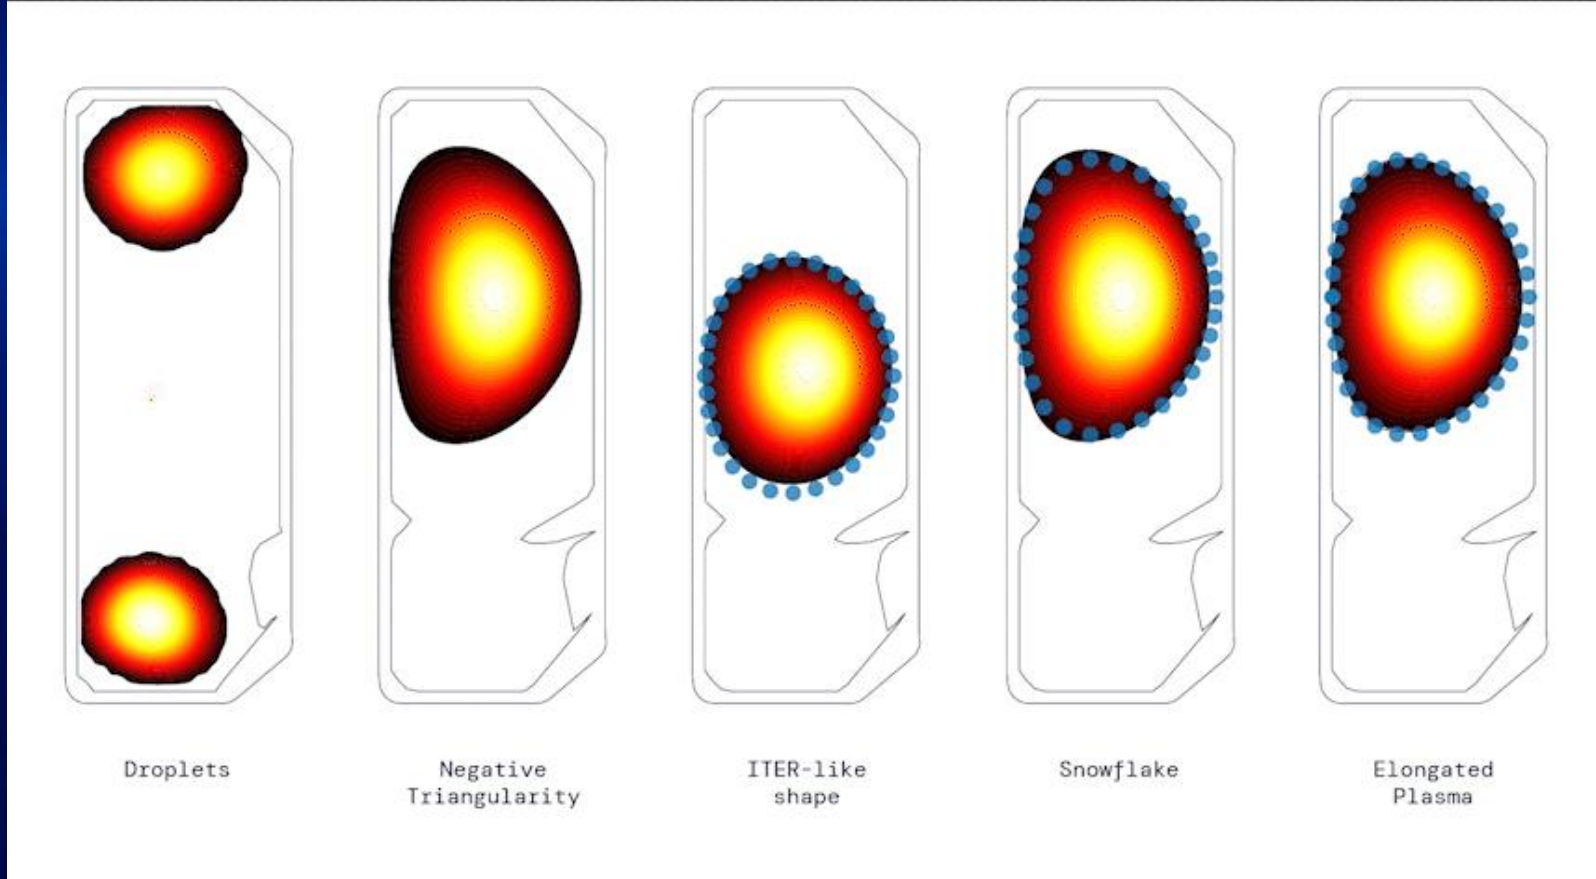 Droplets
Negative
Triangularity
ITER-like
shape
Snowflake
Elongated
Plasma